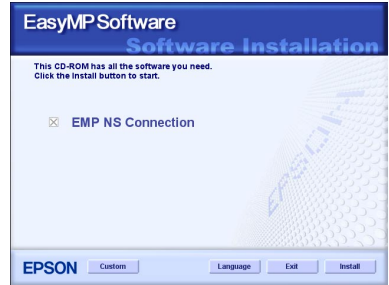 EasyMP Software
Software Installation
This CD-ROM has all the software you need.
Click the Install button to start.
EMP NS Connection
EPSON
EPSON
Custom
Language
Exit
Install